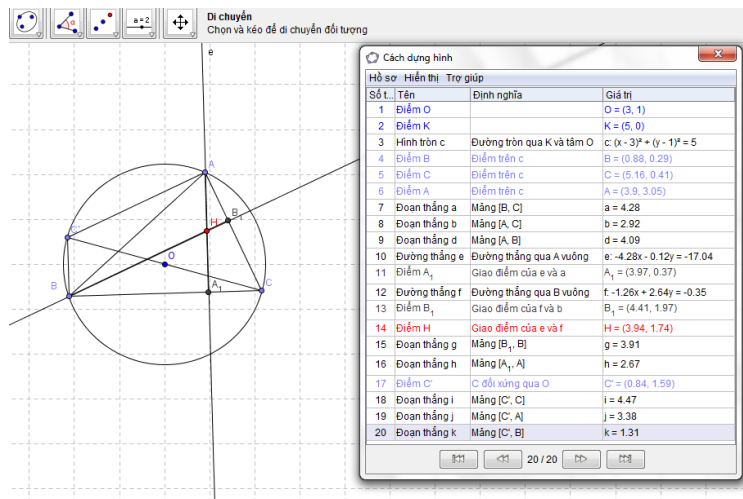 a = 2
Di chuyển
Chọn và kéo để di chuyển đối tượng
e
A
C'
B₁
H
O
B
A₁
C
Cách dựng hình
Hồ sơ Hiển thị Trợ giúp
Số t... Tên Định nghĩa Giá trị
1 Điểm O O = (3, 1)
2 Điểm K K = (5, 0)
3 Hình tròn c Đường tròn qua K và tâm O c: (x - 3)² + (y - 1)² = 5
4 Điểm B Điểm trên c B = (0.88, 0.29)
5 Điểm C Điểm trên c C = (5.16, 0.41)
6 Điểm A Điểm trên c A = (3.9, 3.05)
7 Đoạn thẳng a Mảng [B, C] a = 4.28
8 Đoạn thẳng b Mảng [A, C] b = 2.92
9 Đoạn thẳng d Mảng [A, B] d = 4.09
10 Đường thẳng e Đường thẳng qua A vuông e: -4.28x - 0.12y = -17.04
11 Điểm A₁ Giao điểm của e và a A₁ = (3.97, 0.37)
12 Đường thẳng f Đường thẳng qua B vuông f: -1.26x + 2.64y = -0.35
13 Điểm B₁ Giao điểm của f và b B₁ = (4.41, 1.97)
14 Điểm H Giao điểm của e và f H = (3.94, 1.74)
15 Đoạn thẳng g Mảng [B₁, B] g = 3.91
16 Đoạn thẳng h Mảng [A₁, A] h = 2.67
17 Điểm C' C đối xứng qua O C' = (0.84, 1.59)
18 Đoạn thẳng i Mảng [C', C] i = 4.47
19 Đoạn thẳng j Mảng [C', A] j = 3.38
20 Đoạn thẳng k Mảng [C', B] k = 1.31
20 / 20